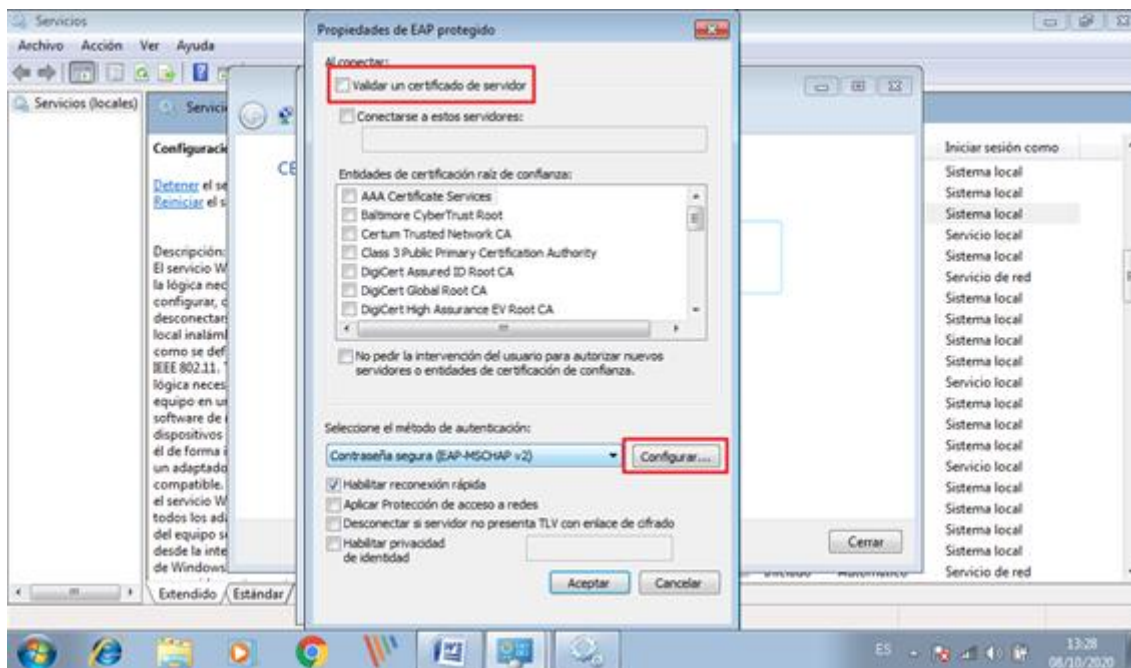 Servicios
Archivo Acción Ver Ayuda
Servicios (locales)
Servici
Configuració
Detener el se
Reiniciar el s
Descripción:
El servicio W
la lógica nec
configurar, d
desconectar
local inalám
como se def
IEEE 802.11.
lógica neces
equipo en un
software de
dispositivos
él de forma i
un adaptado
compatible.
el servicio W
todos los ada
del equipo s
desde la inte
de Windows
Extendido Estándar
CE
Propiedades de EAP protegido
Al conectar:
Validar un certificado de servidor
Conectarse a estos servidores:
Entidades de certificación raíz de confianza:
AAA Certificate Services
Baltimore CyberTrust Root
Certum Trusted Network CA
Class 3 Public Primary Certification Authority
DigiCert Assured ID Root CA
DigiCert Global Root CA
DigiCert High Assurance EV Root CA
No pedir la intervención del usuario para autorizar nuevos
servidores o entidades de certificación de confianza.
Seleccione el método de autenticación:
Contraseña segura (EAP-MSCHAP v2)
Configurar...
Habilitar reconexión rápida
Aplicar Protección de acceso a redes
Desconectar si servidor no presenta TLV con enlace de cifrado
Habilitar privacidad
de identidad
Aceptar Cancelar
Cerrar
Iniciar sesión como
Sistema local
Sistema local
Sistema local
Servicio local
Sistema local
Servicio de red
Sistema local
Sistema local
Sistema local
Sistema local
Servicio local
Sistema local
Sistema local
Sistema local
Servicio local
Sistema local
Sistema local
Sistema local
Sistema local
Servicio de red
ES
13:28
08/10/2020